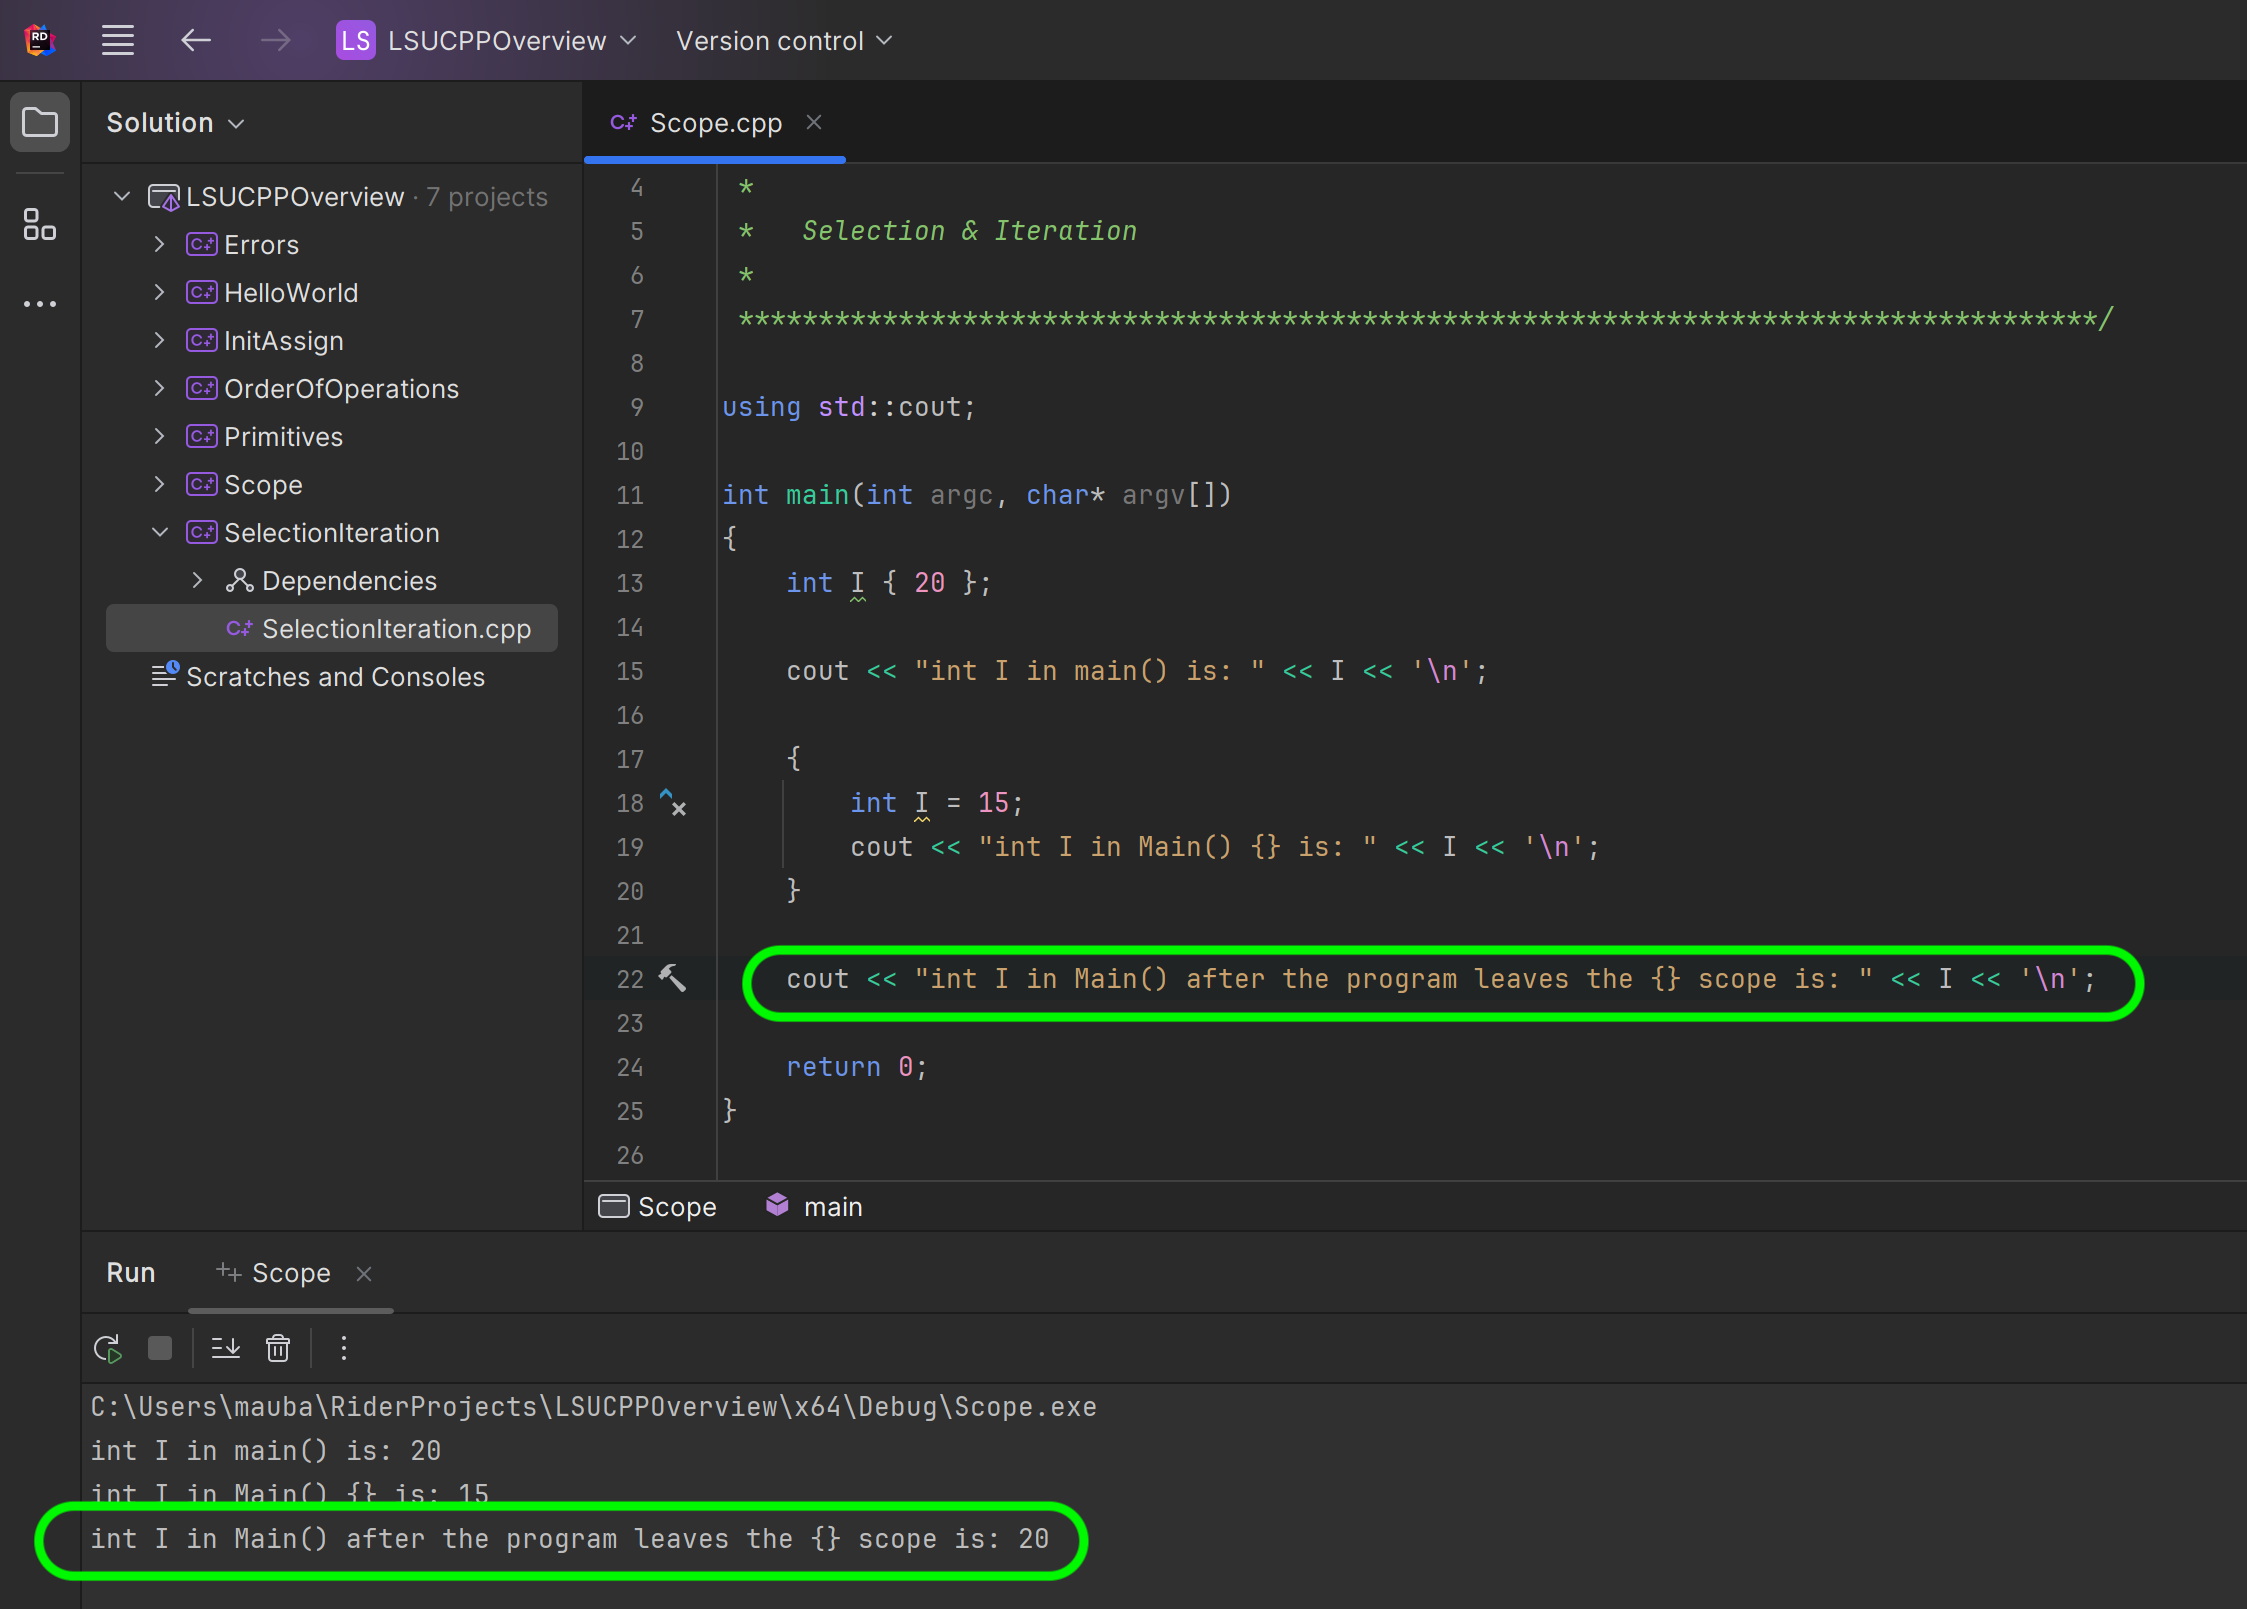 RD
LS LSUCPPOverview Version control
Solution
LSUCPPOverview · 7 projects
Errors
HelloWorld
InitAssign
OrderOfOperations
Primitives
Scope
SelectionIteration
Dependencies
SelectionIteration.cpp
Scratches and Consoles
Scope.cpp
4 *
5 * Selection & Iteration
6 *
7 *************************************************************************************/
8
9 using std::cout;
10
11 int main(int argc, char* argv[])
12 {
13 int I { 20 };
14
15 cout << "int I in main() is: " << I << '\n';
16
17 {
18 int I = 15;
19 cout << "int I in Main() {} is: " << I << '\n';
20 }
21
22 cout << "int I in Main() after the program leaves the {} scope is: " << I << '\n';
23
24 return 0;
25 }
26
Scope main
Run Scope
C:\Users\mauba\RiderProjects\LSUCPPOverview\x64\Debug\Scope.exe
int I in main() is: 20
int I in Main() {} is: 15
int I in Main() after the program leaves the {} scope is: 20